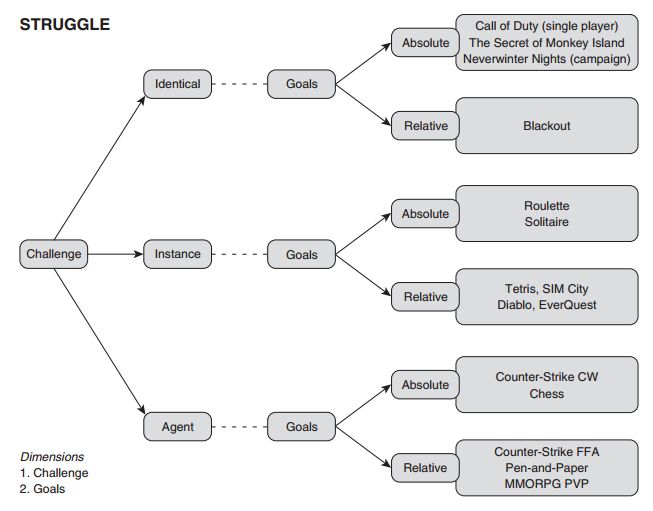 STRUGGLE
Challenge
Identical
Goals
Absolute
Call of Duty (single player)
The Secret of Monkey Island
Neverwinter Nights (campaign)
Relative
Blackout
Instance
Goals
Absolute
Roulette
Solitaire
Relative
Tetris, SIM City
Diablo, EverQuest
Agent
Goals
Absolute
Counter-Strike CW
Chess
Relative
Counter-Strike FFA
Pen-and-Paper
MMORPG PVP
Dimensions
1. Challenge
2. Goals